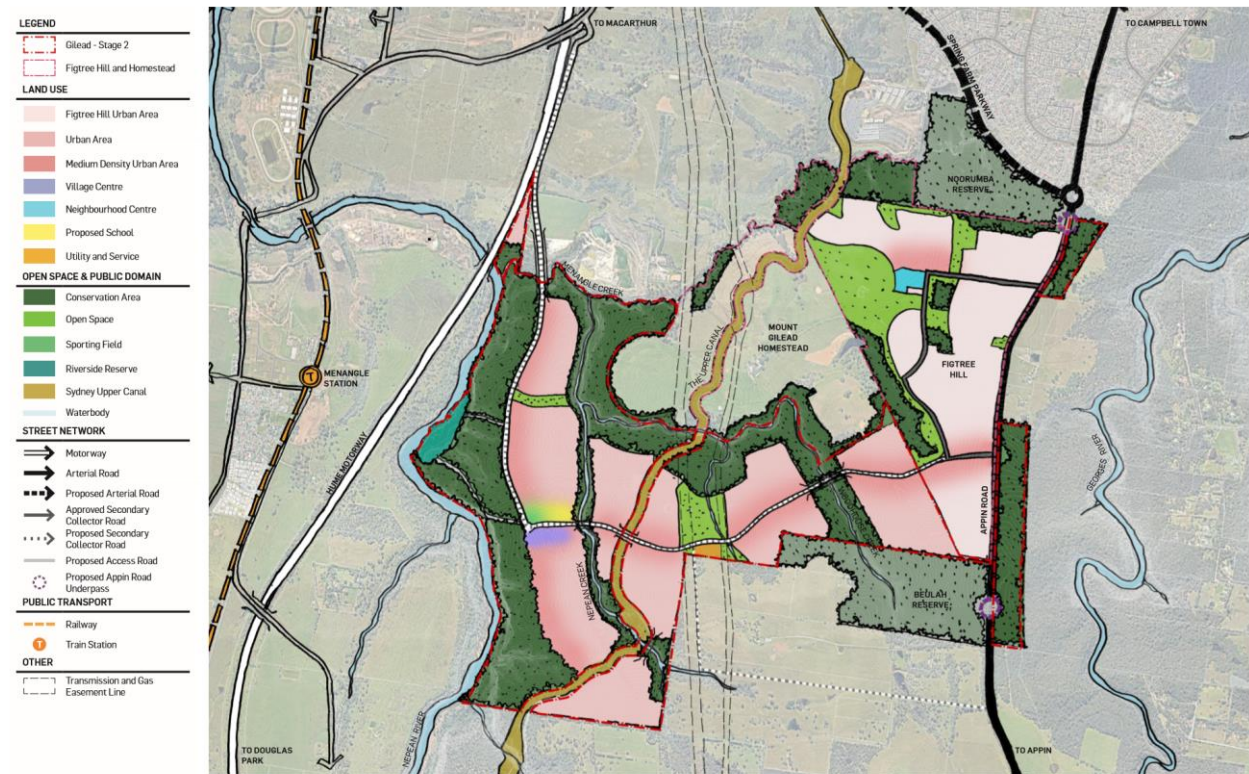 LEGEND
Gilead - Stage 2
Figtree Hill and Homestead
LAND USE
Figtree Hill Urban Area
Urban Area
Medium Density Urban Area
Village Centre
Neighbourhood Centre
Proposed School
Utility and Service
OPEN SPACE & PUBLIC DOMAIN
Conservation Area
Open Space
Sporting Field
Riverside Reserve
Sydney Upper Canal
Waterbody
STREET NETWORK
Motorway
Arterial Road
Proposed Arterial Road
Approved Secondary
Collector Road
Proposed Secondary
Collector Road
Proposed Access Road
Proposed Appin Road
Underpass
PUBLIC TRANSPORT
Railway
T
Train Station
OTHER
Transmission and Gas
Easement Line
TO MACARTHUR
TO CAMPBELL TOWN
SPRING FARM PARKWAY
NOORUMBA
RESERVE
MENANGLE CREEK
THE UPPER CANAL
MOUNT
GILEAD
HOMESTEAD
FIGTREE
HILL
T
MENANGLE
STATION
HUME MOTORWAY
APPIN ROAD
GEORGES RIVER
NEPEAN CREEK
BEULAH
RESERVE
NEPEAN RIVER
TO DOUGLAS
PARK
TO APPIN